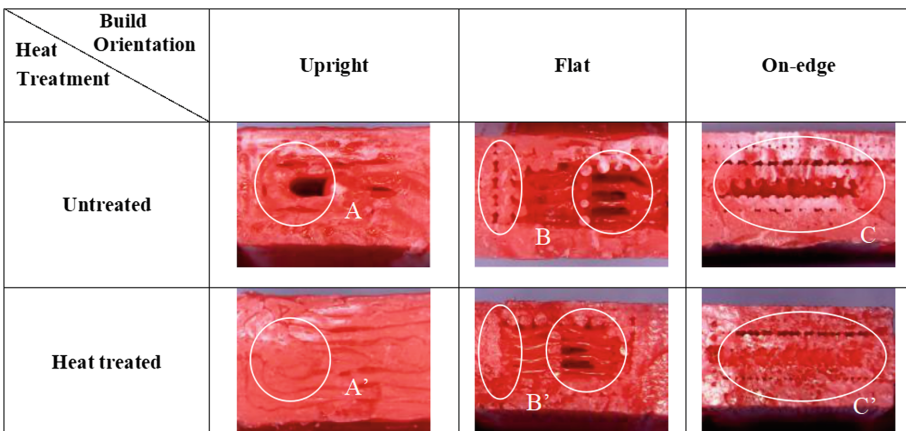 Build
Orientation
Heat
Treatment
Upright
Flat
On-edge
Untreated
A
B
C
Heat treated
A’
B’
C’